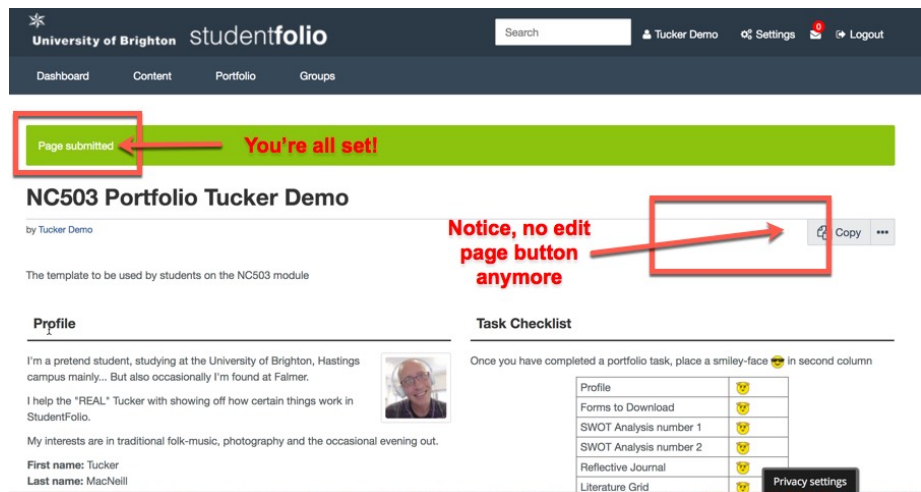 University of Brighton studentfolio
Search
Tucker Demo
Settings
0
Logout
Dashboard
Content
Portfolio
Groups
Page submitted
You're all set!
NC503 Portfolio Tucker Demo
by Tucker Demo
Notice, no edit
page button
anymore
Copy
The template to be used by students on the NC503 module
Profile
I'm a pretend student, studying at the University of Brighton, Hastings
campus mainly... But also occasionally I'm found at Falmer.
I help the "REAL" Tucker with showing off how certain things work in
StudentFolio.
My interests are in traditional folk-music, photography and the occasional evening out.
First name: Tucker
Last name: MacNeill
Task Checklist
Once you have completed a portfolio task, place a smiley-face 😎 in second column
Profile
Forms to Download
SWOT Analysis number 1
SWOT Analysis number 2
Reflective Journal
Literature Grid
Privacy settings